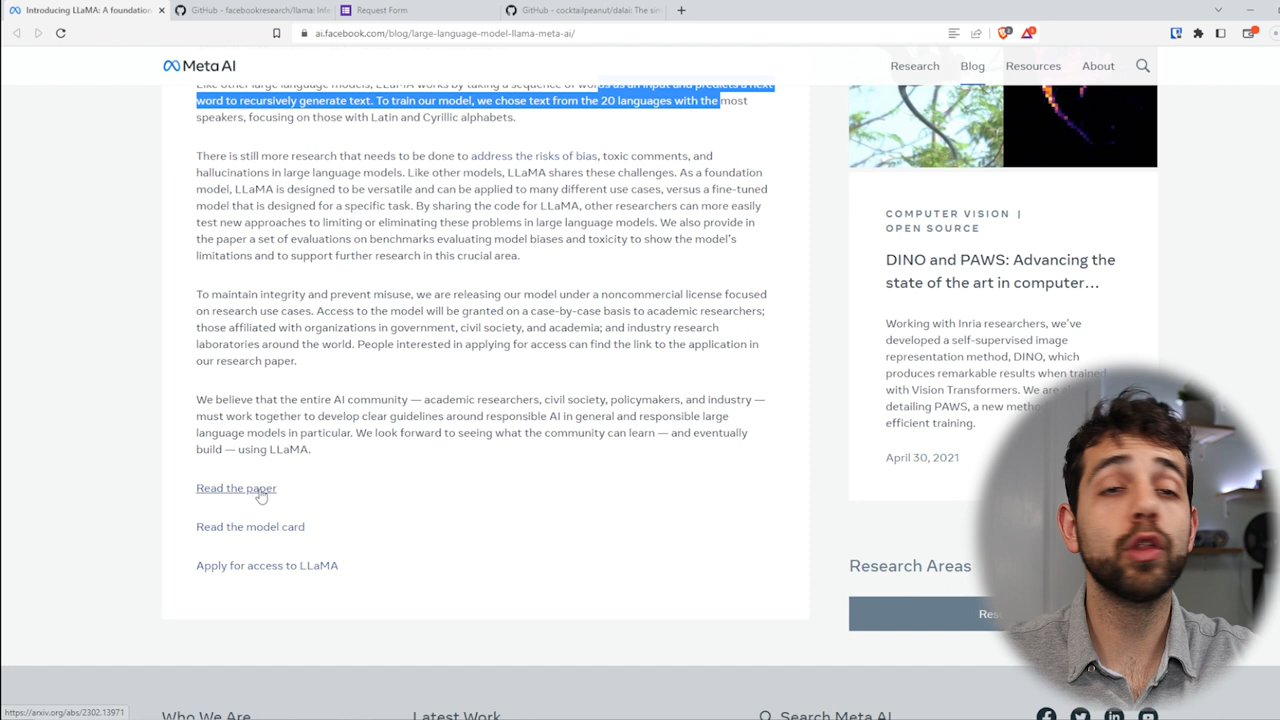 Introducing LLaMA: A foundation
GitHub - facebookresearch/llama: Infe
Request Form
GitHub - cocktailpeanut/dalai: The sim
ai.facebook.com/blog/large-language-model-llama-meta-ai/
Meta AI
Research
Blog
Resources
About
Like other large language models, LLaMA works by taking a sequence of words as an input and predicts a next
word to recursively generate text. To train our model, we chose text from the 20 languages with the most
speakers, focusing on those with Latin and Cyrillic alphabets.
There is still more research that needs to be done to address the risks of bias, toxic comments, and
hallucinations in large language models. Like other models, LLaMA shares these challenges. As a foundation
model, LLaMA is designed to be versatile and can be applied to many different use cases, versus a fine-tuned
model that is designed for a specific task. By sharing the code for LLaMA, other researchers can more easily
test new approaches to limiting or eliminating these problems in large language models. We also provide in
the paper a set of evaluations on benchmarks evaluating model biases and toxicity to show the model's
limitations and to support further research in this crucial area.
To maintain integrity and prevent misuse, we are releasing our model under a noncommercial license focused
on research use cases. Access to the model will be granted on a case-by-case basis to academic researchers;
those affiliated with organizations in government, civil society, and academia; and industry research
laboratories around the world. People interested in applying for access can find the link to the application in
our research paper.
We believe that the entire AI community — academic researchers, civil society, policymakers, and industry —
must work together to develop clear guidelines around responsible AI in general and responsible large
language models in particular. We look forward to seeing what the community can learn — and eventually
build — using LLaMA.
Read the paper
Read the model card
Apply for access to LLaMA
COMPUTER VISION |
OPEN SOURCE
DINO and PAWS: Advancing the
state of the art in computer...
Working with Inria researchers, we've
developed a self-supervised image
representation method, DINO, which
produces remarkable results when trained
with Vision Transformers. We are
detailing PAWS, a new
efficient training.
April 30, 2021
Research Areas
https://arxiv.org/abs/2302.13971
Who We Are
Latest Work
Search Meta AI